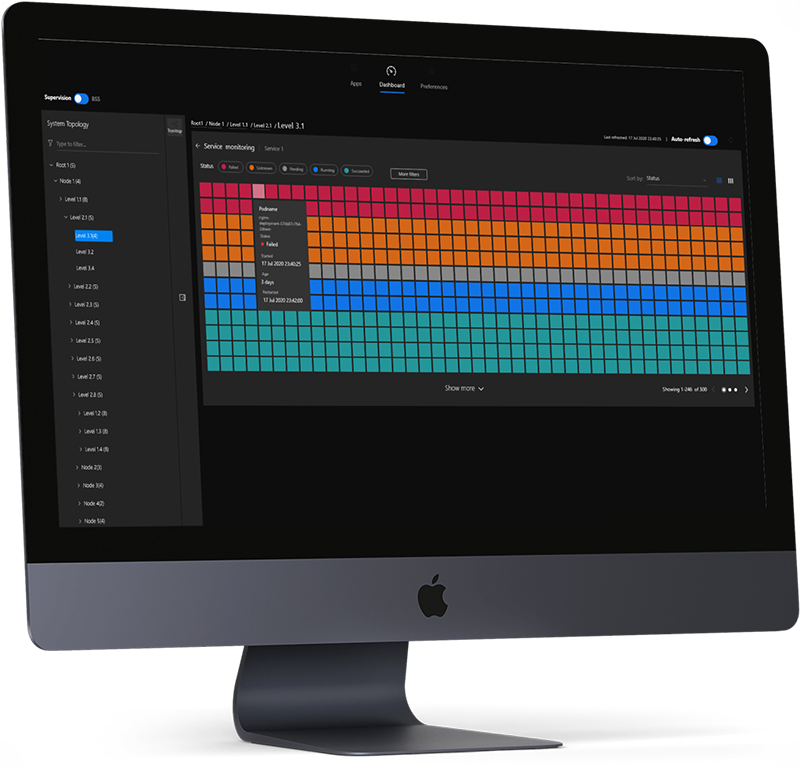 Apps
Dashboard
Preferences
Supervision
BSS
System Topology
Topology
Type to filter...
Root 1 (5)
Node 1 (4)
Level 1.1 (8)
Level 2.1 (5)
Level 3.1(4)
Level 3.2
Level 3.4
Level 2.2 (5)
Level 2.3 (5)
Level 2.4 (5)
Level 2.5 (5)
Level 2.6 (5)
Level 2.7 (5)
Level 2.8 (5)
Level 1.2 (8)
Level 1.3 (8)
Level 1.4 (8)
Node 2(3)
Node 3(4)
Node 4(2)
Node 5(4)
Root1 / Node 1 / Level 1.1 / Level 2.1 / Level 3.1
Last refreshed: 17 Jul 2020 23:40:25 | Auto-refresh
Service monitoring
Service 1
Status
Failed
Unknown
Pending
Running
Succeeded
More filters
Sort by: Status
Podname
Status
Failed
Started
17 Jul 2020 23:40:25
Age
3 days
Restarted
17 Jul 2020 23:42:00
Show more
Showing 1-246 of 500